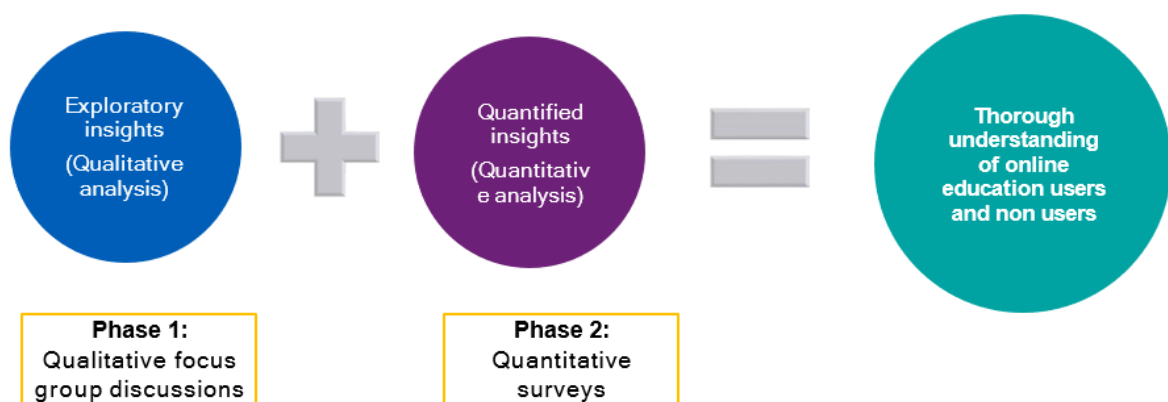 Exploratory
insights
(Qualitative
analysis)
Quantified
insights
(Quantitativ
e analysis)
Thorough
understanding
of online
education users
and non users
Phase 1:
Qualitative focus
group discussions
Phase 2:
Quantitative
surveys